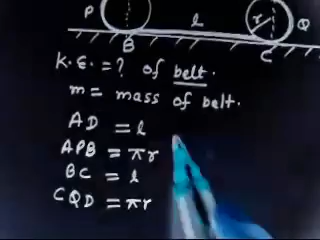 P l r Q
B C
K.E. = ? of belt.
m = mass of belt.
AD = l
APB = πr
BC = l
CQD = πr